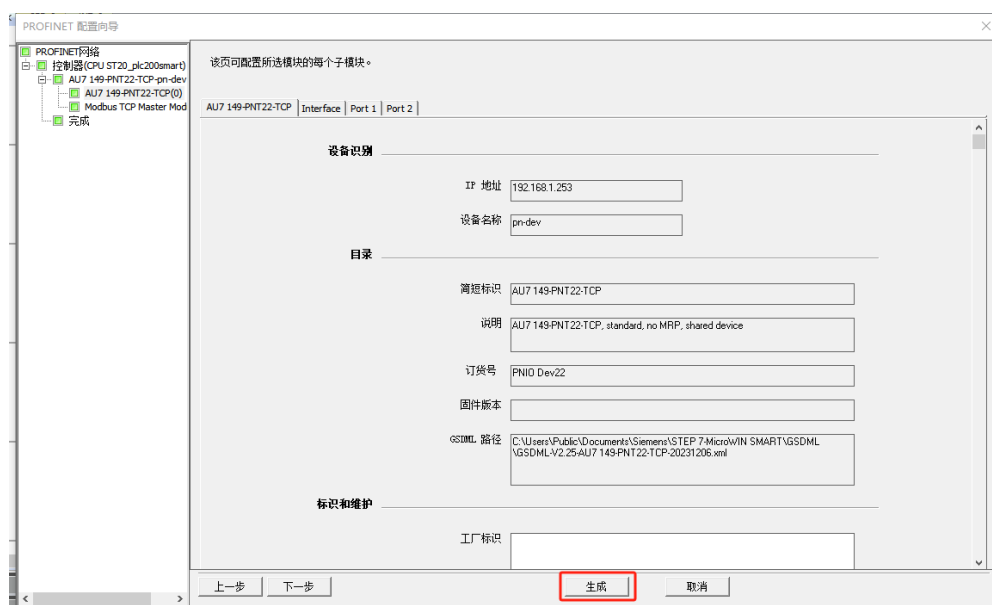 PROFINET 配置向导
PROFINET网络
控制器(CPU ST20_plc200smart)
AU7 149-PNT22-TCP-pn-dev
AU7 149-PNT22-TCP(0)
Modbus TCP Master Mod
完成
该页可配置所选模块的每个子模块。
AU7 149-PNT22-TCP Interface Port 1 Port 2
设备识别
IP 地址 192.168.1.253
设备名称 pn-dev
目录
简短标识 AU7 149-PNT22-TCP
说明 AU7 149-PNT22-TCP, standard, no MRP, shared device
订货号 PNIO Dev22
固件版本
GSDML 路径 C:\Users\Public\Documents\Siemens\STEP 7-MicroWIN SMART\GSDML
\GSDML-V2.25-AU7 149-PNT22-TCP-20231206.xml
标识和维护
工厂标识
上一步 下一步 生成 取消